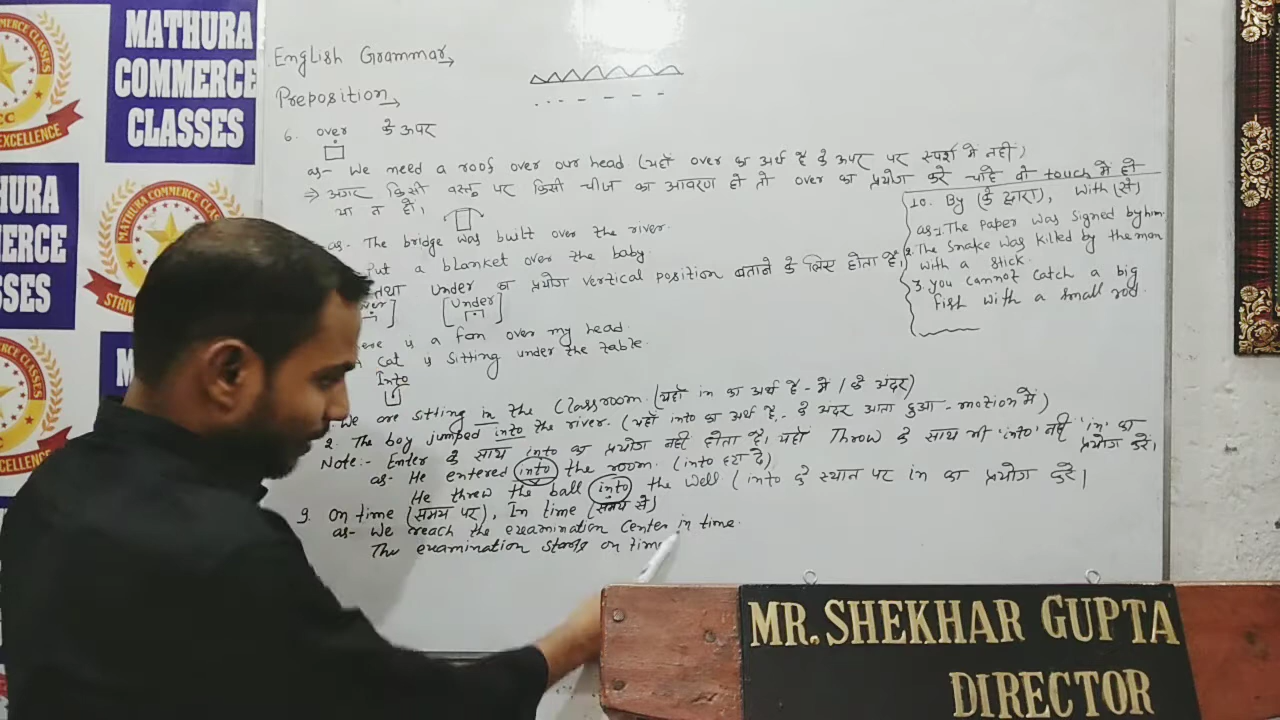 MATHURA
COMMERCE
CLASSES
English Grammar
Preposition
6. over के ऊपर
as- We need a roof over our head (यहाँ over का अर्थ है के ऊपर पर स्पर्श में नहीं)
⇒ अगर किसी वस्तु पर किसी चीज का आवरण हो तो over का प्रयोग करे चाहे वो touch में हो
या न हो।
as- The bridge was built over the river.
Put a blanket over the baby.
तथा under का प्रयोग vertical position बताने के लिए होता है।
[under]
is a fan over my head.
cat is sitting under the table.
Into
We are sitting in the classroom. (यहाँ in का अर्थ है - में / के अंदर)
2. The boy jumped into the river. (यहाँ into का अर्थ है - के अंदर आता हुआ - motion में)
Note:- Enter के साथ into का प्रयोग नही होता है। यहाँ Throw के साथ भी 'into' नही 'in' का
प्रयोग करे।
as- He entered into the room. (into हटा दे)
He threw the ball into the well (into के स्थान पर in का प्रयोग करे।
9. On time (समय पर), In time (समय से)
as- We reach the examination center in time.
The examination starts on time
10. By (के द्वारा), With (से)
as-1. The paper was signed by him.
2. The snake was killed by the man
with a stick.
3. you cannot catch a big
fish with a small rod.
MATHURA COMMERCE CLASSES
HURA
ERCE
SSES
COMMERCE CLASSES
EXCELLENCE
STRIV
MR. SHEKHAR GUPTA
DIRECTOR